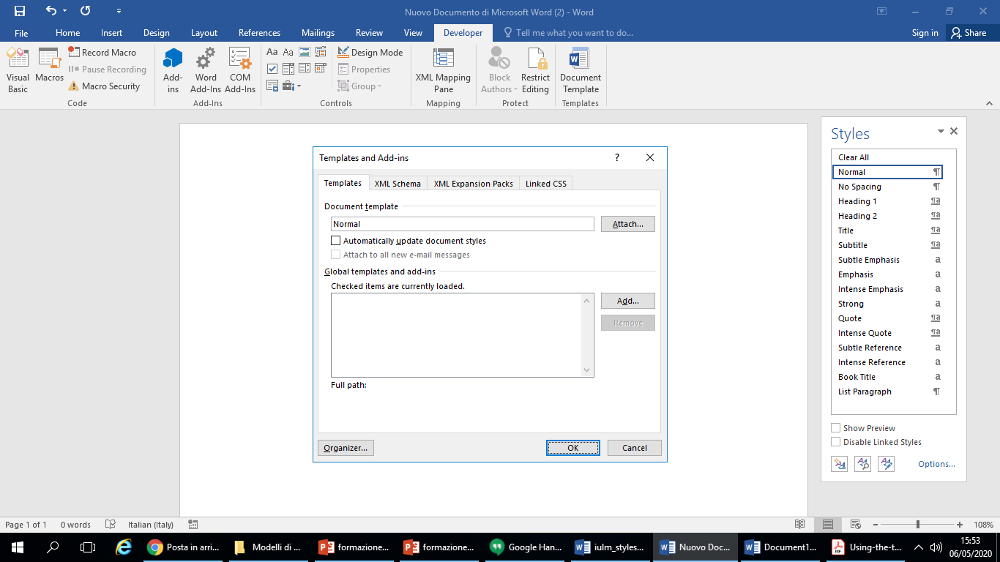 Nuovo Documento di Microsoft Word (2) - Word
File Home Insert Design Layout References Mailings Review View Developer Tell me what you want to do... Sign in Share
Visual Basic
Macros
Record Macro
Pause Recording
Macro Security
Code
Add-ins
Word Add-Ins
COM Add-Ins
Add-Ins
Aa Aa
Design Mode
Properties
Group
Controls
XML Mapping Pane
Mapping
Block Authors
Restrict Editing
Protect
Document Template
Templates
Templates and Add-ins ?
Templates XML Schema XML Expansion Packs Linked CSS
Document template
Normal Attach...
Automatically update document styles
Attach to all new e-mail messages
Global templates and add-ins
Checked items are currently loaded.
Add...
Remove
Full path:
Organizer... OK Cancel
Styles
Clear All
Normal ¶
No Spacing ¶
Heading 1 ¶a
Heading 2 ¶a
Title ¶a
Subtitle ¶a
Subtle Emphasis a
Emphasis a
Intense Emphasis a
Strong a
Quote ¶a
Intense Quote ¶a
Subtle Reference a
Intense Reference a
Book Title a
List Paragraph ¶
Show Preview
Disable Linked Styles
Options...
Page 1 of 1 0 words Italian (Italy) 108%
Posta in arri... Modelli di ... formazione... formazione... Google Han... iulm_styles... Nuovo Doc... Document1... Using-the-t...
15:53
06/05/2020